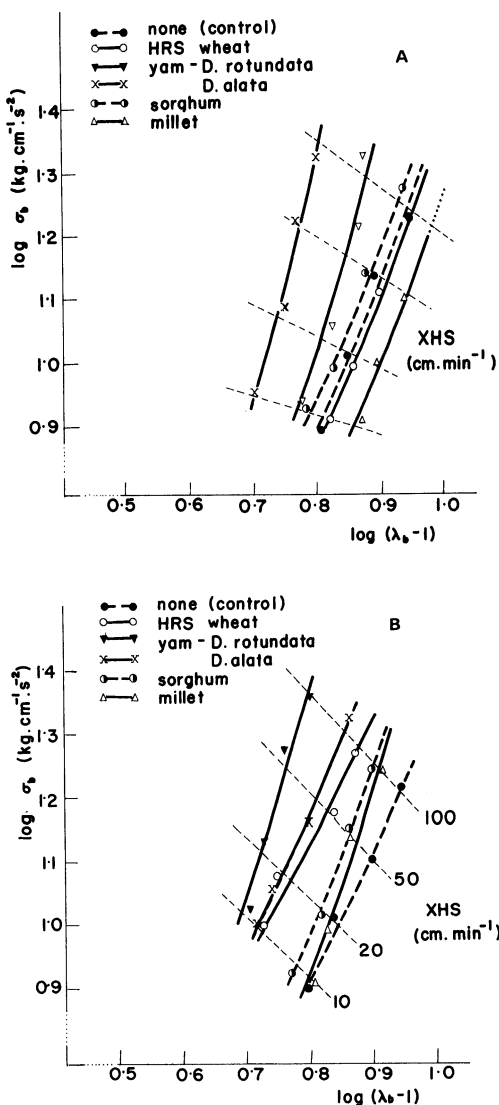 none (control)
HRS wheat
yam - D. rotundata
D. alata
sorghum
millet
A
log σb (kg.cm⁻¹.s⁻²)
1·4
1·3
1·2
1·1
1·0
0·9
XHS
(cm.min⁻¹)
0·5 0·6 0·7 0·8 0·9 1·0
log (λb-1)
none (control)
HRS wheat
yam - D. rotundata
D. alata
sorghum
millet
B
log σb (kg.cm⁻¹.s⁻²)
1·4
1·3
1·2
1·1
1·0
0·9
100
50
20
10
XHS
(cm.min⁻¹)
0·5 0·6 0·7 0·8 0·9 1·0
log (λb-1)